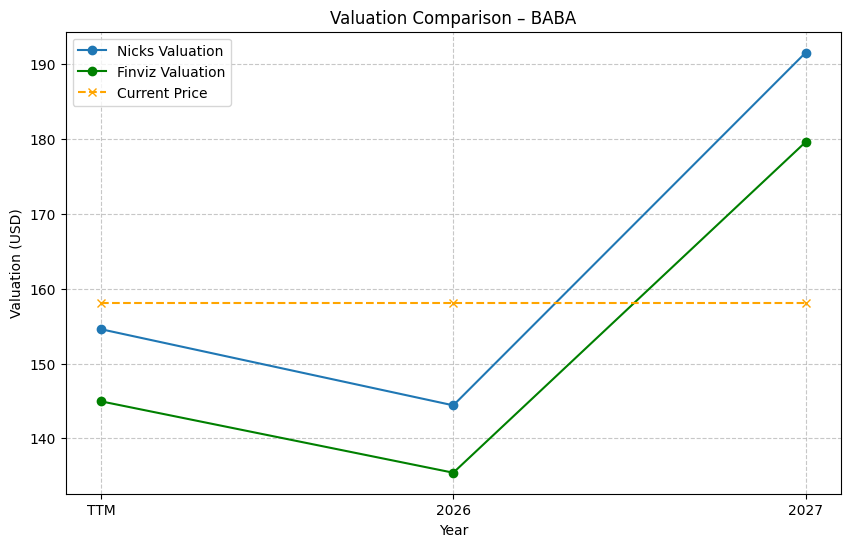 Valuation Comparison – BABA
Nicks Valuation
Finviz Valuation
Current Price
Valuation (USD)
190
180
170
160
150
140
TTM
2026
2027
Year